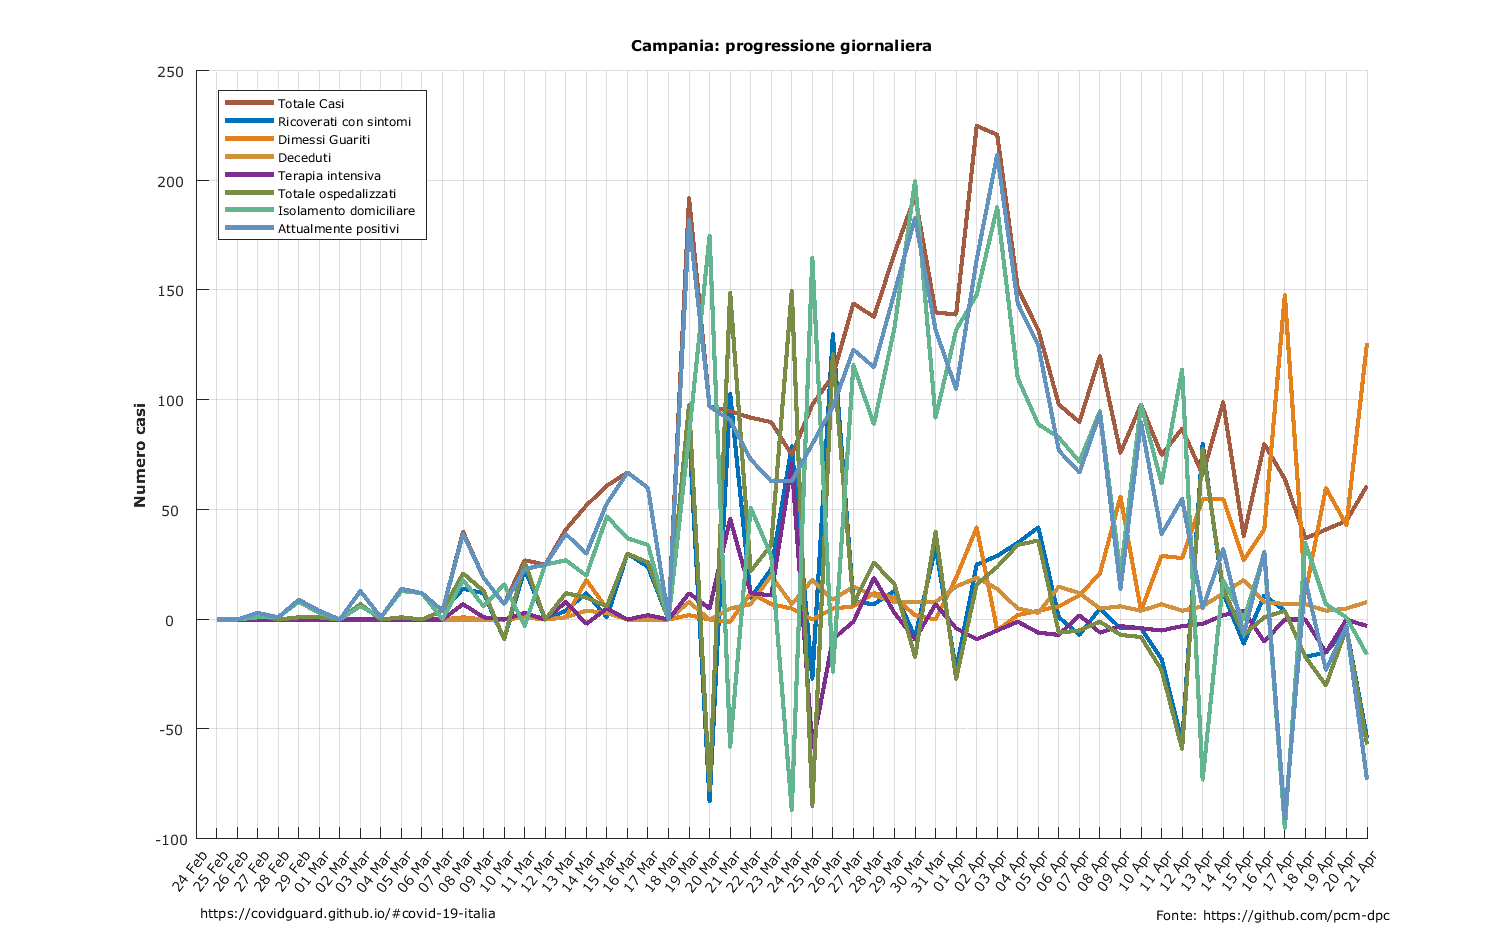 Campania: progressione giornaliera
250
200
150
100
50
0
-50
-100
Numero casi
Totale Casi
Ricoverati con sintomi
Dimessi Guariti
Deceduti
Terapia intensiva
Totale ospedalizzati
Isolamento domiciliare
Attualmente positivi
24 Feb
25 Feb
26 Feb
27 Feb
28 Feb
29 Feb
01 Mar
02 Mar
03 Mar
04 Mar
05 Mar
06 Mar
07 Mar
08 Mar
09 Mar
10 Mar
11 Mar
12 Mar
13 Mar
14 Mar
15 Mar
16 Mar
18 Mar
19 Mar
20 Mar
21 Mar
22 Mar
23 Mar
24 Mar
25 Mar
26 Mar
27 Mar
28 Mar
29 Mar
30 Mar
31 Mar
01 Apr
02 Apr
03 Apr
04 Apr
05 Apr
06 Apr
07 Apr
08 Apr
09 Apr
10 Apr
11 Apr
12 Apr
13 Apr
14 Apr
15 Apr
16 Apr
17 Apr
18 Apr
19 Apr
20 Apr
21 Apr
https://covidguard.github.io/#covid-19-italia
Fonte: https://github.com/pcm-dpc